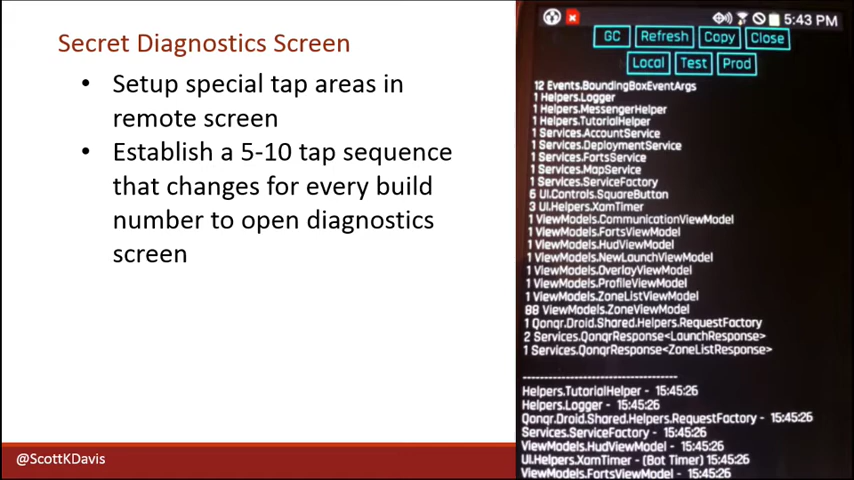 Secret Diagnostics Screen
• Setup special tap areas in
remote screen
• Establish a 5-10 tap sequence
that changes for every build
number to open diagnostics
screen
@ScottKDavis
5:43 PM
GC Refresh Copy Close
Local Test Prod
12 Events.BoundingBoxEventArgs
1 Helpers.Logger
1 Helpers.MessengerHelper
1 Helpers.TutorialHelper
1 Services.AccountService
1 Services.DeploymentService
1 Services.FortsService
1 Services.MapService
1 Services.ServiceFactory
6 UI.Controls.SquareButton
3 UI.Helpers.XamTimer
1 ViewModels.CommunicationViewModel
1 ViewModels.FortsViewModel
1 ViewModels.HudViewModel
1 ViewModels.NewLaunchViewModel
1 ViewModels.OverlayViewModel
1 ViewModels.ProfileViewModel
1 ViewModels.ZoneListViewModel
88 ViewModels.ZoneViewModel
1 Qonqr.Droid.Shared.Helpers.RequestFactory
2 Services.QonqrResponse<LaunchResponse>
1 Services.QonqrResponse<ZoneListResponse>
-----------------------------------
Helpers.TutorialHelper - 15:45:26
Helpers.Logger - 15:45:26
Qonqr.Droid.Shared.Helpers.RequestFactory - 15:45:26
Services.ServiceFactory - 15:45:26
ViewModels.HudViewModel - 15:45:26
UI.Helpers.XamTimer - (Bot Timer) 15:45:26
ViewModels.FortsViewModel - 15:45:26